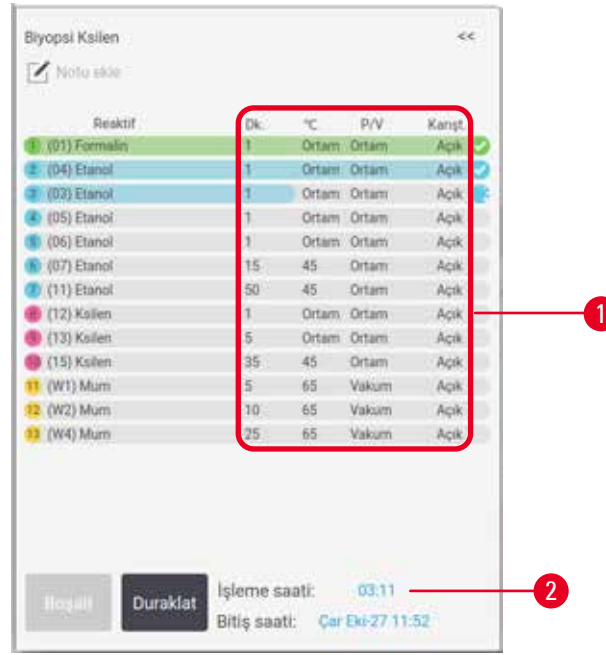 Biyopsi Ksilen <<
Notu ekle
Reaktif Dk. °C P/V Karışt.
1 (01) Formalin 1 Ortam Ortam Açık
2 (04) Etanol 1 Ortam Ortam Açık
3 (03) Etanol 1 Ortam Ortam Açık
4 (05) Etanol 1 Ortam Ortam Açık
5 (06) Etanol 1 Ortam Ortam Açık
6 (07) Etanol 15 45 Ortam Açık
7 (11) Etanol 50 45 Ortam Açık
8 (12) Ksilen 1 Ortam Ortam Açık
9 (13) Ksilen 5 Ortam Ortam Açık
10 (15) Ksilen 35 45 Ortam Açık
11 (W1) Mum 5 65 Vakum Açık
12 (W2) Mum 10 65 Vakum Açık
13 (W4) Mum 25 65 Vakum Açık
1
Boşalt Duraklat İşleme saati: 03:11 2
Bitiş saati: Çar Eki-27 11:52